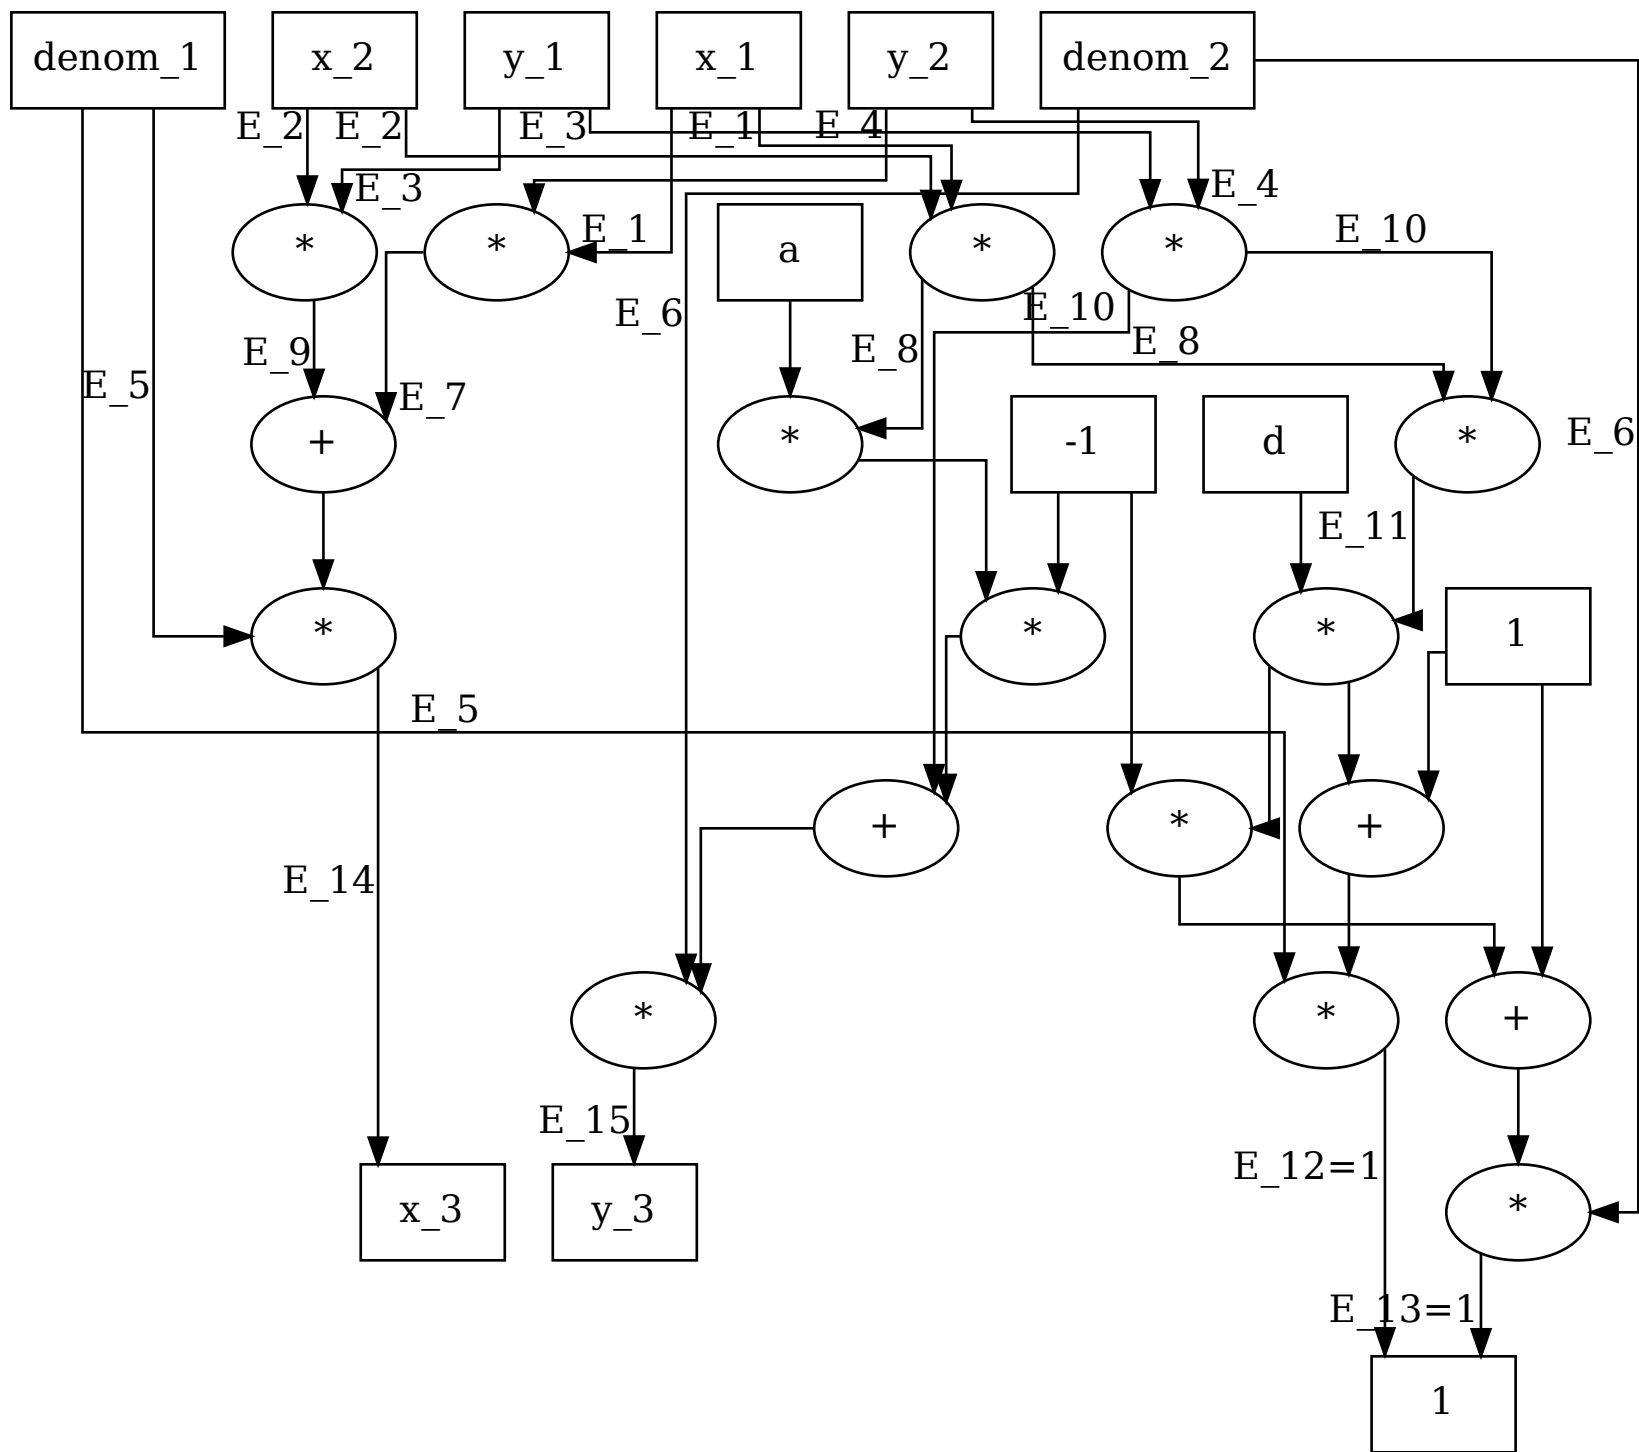 denom_1 x_2 y_1 x_1 y_2 denom_2
E_2 E_2 E_3 E_1 E_4
E_3 E_4
* * E_1 a * * E_10
E_6 E_10
E_9 E_8 E_8
E_5 E_7
+ * -1 d * E_6
E_11
* * * 1
E_5
+ * +
E_14
* * +
E_15
E_12=1
x_3 y_3 *
E_13=1
1